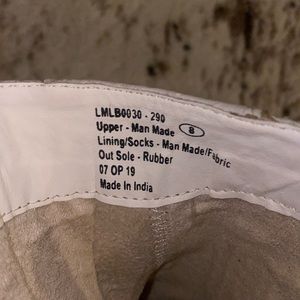 LMLB0030 - 290
Upper - Man Made 8
Lining/Socks - Man Made/Fabric
Out Sole - Rubber
07 OP 19
Made In India